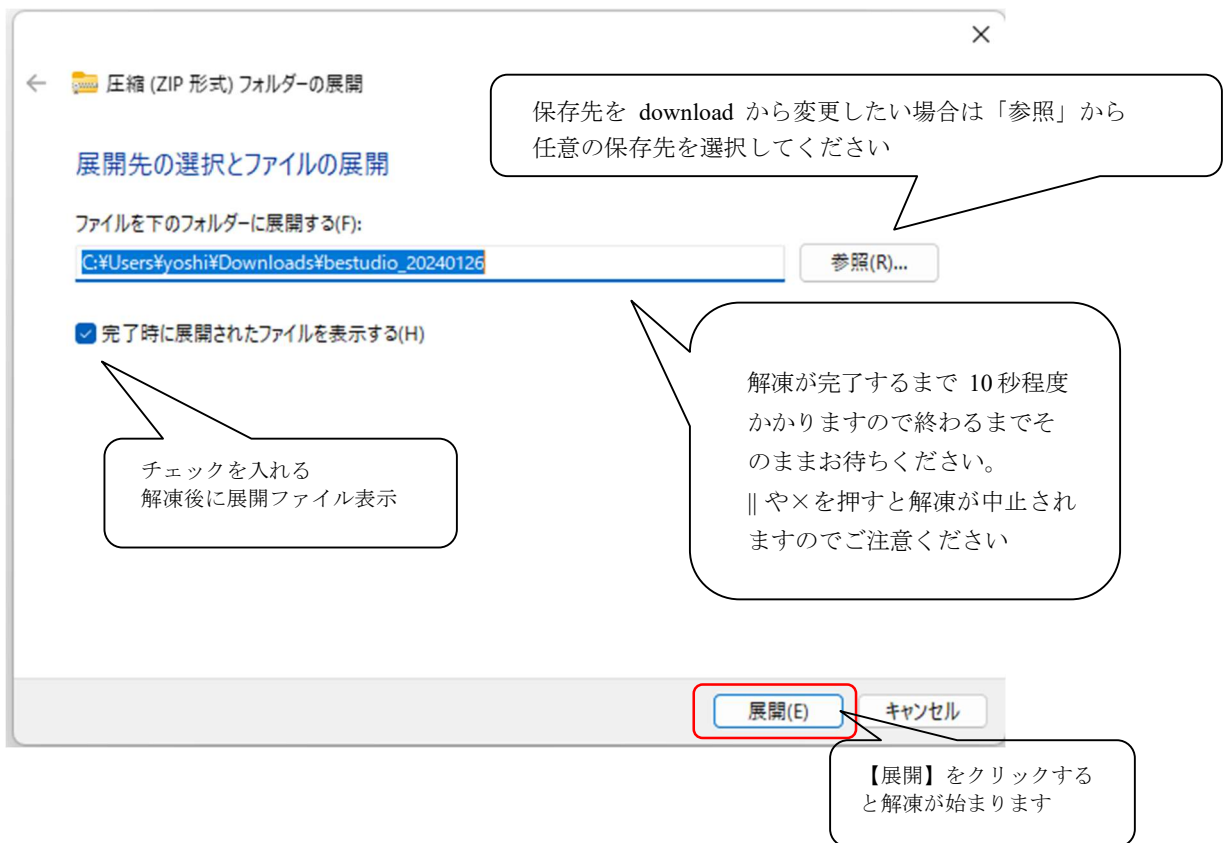 圧縮 (ZIP 形式) フォルダーの展開
保存先を download から変更したい場合は「参照」から
任意の保存先を選択してください
展開先の選択とファイルの展開
ファイルを下のフォルダーに展開する(F):
C:¥Users¥yoshi¥Downloads¥bestudio_20240126
参照(R)...
完了時に展開されたファイルを表示する(H)
解凍が完了するまで 10 秒程度
かかりますので終わるまでそ
のままお待ちください。
|| や×を押すと解凍が中止され
ますのでご注意ください
チェックを入れる
解凍後に展開ファイル表示
展開(E)
キャンセル
【展開】をクリックする
と解凍が始まります